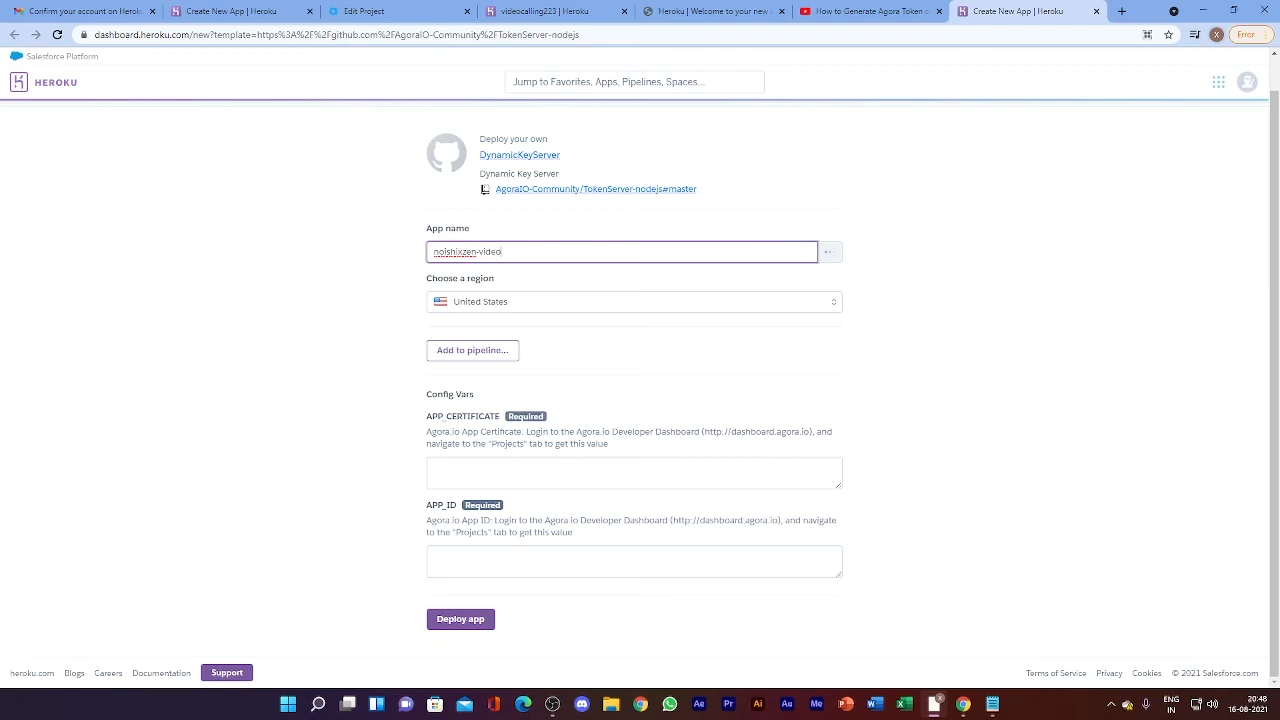 Confirm your account on Heroku
Create New App | Heroku
Edit Project
videocalling223 | Heroku
Heroku | Welcome to your new a
How to Generate Agora Token o
Create New App | Heroku
dashboard.heroku.com/new?template=https%3A%2F%2Fgithub.com%2FAgoraIO-Community%2FTokenServer-nodejs
X
Error
Salesforce Platform
HEROKU
Jump to Favorites, Apps, Pipelines, Spaces...
Deploy your own
DynamicKeyServer
Dynamic Key Server
AgoraIO-Community/TokenServer-nodejs#master
App name
noishixzen-video
Choose a region
United States
Add to pipeline...
Config Vars
APP_CERTIFICATE Required
Agora.io App Certificate. Login to the Agora.io Developer Dashboard (http://dashboard.agora.io), and
navigate to the "Projects" tab to get this value
APP_ID Required
Agora.io App ID: Login to the Agora.io Developer Dashboard (http://dashboard.agora.io), and navigate
to the "Projects" tab to get this value
Deploy app
heroku.com Blogs Careers Documentation Support
Terms of Service Privacy Cookies © 2021 Salesforce.com
Ae Pr Ai Au Me
ENG
IN
20:48
16-08-2021